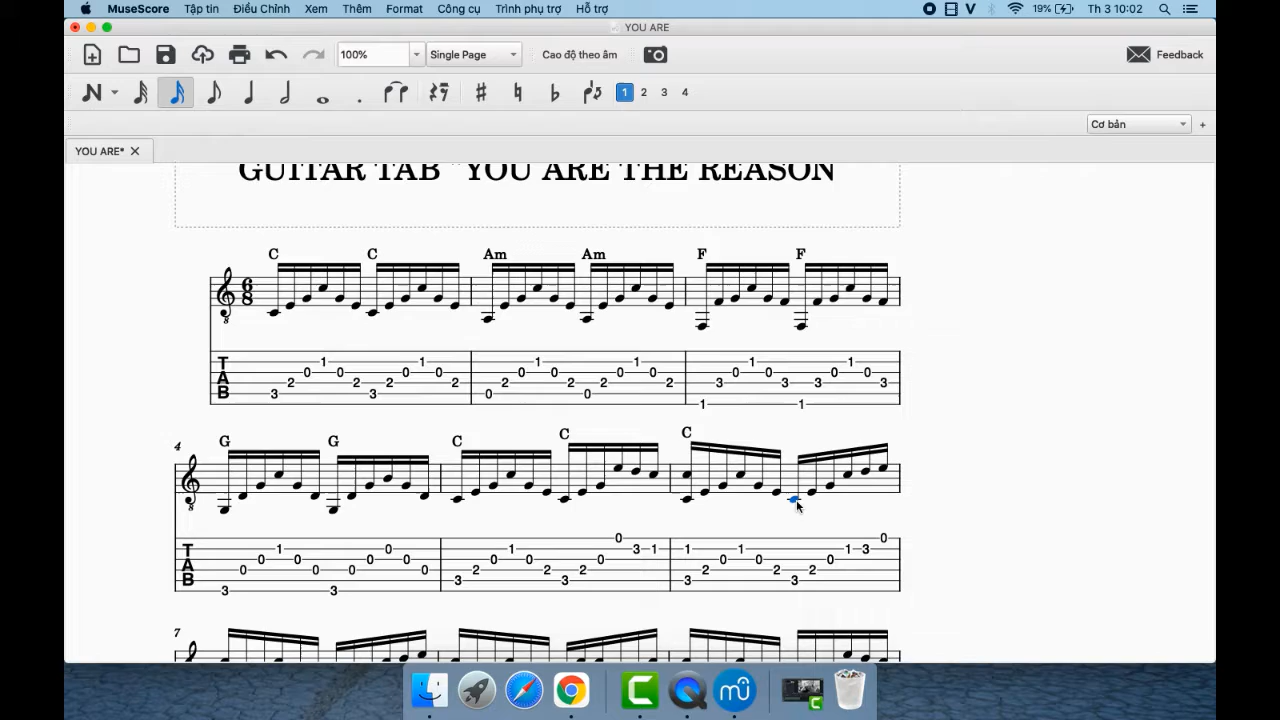 MuseScore Tập tin Điều Chỉnh Xem Thêm Format Công cụ Trình phụ trợ Hỗ trợ 19% Th 3 10:02
YOU ARE
100% Single Page Cao độ theo âm Feedback
1 2 3 4
Cơ bản +
YOU ARE*
GUITAR TAB "YOU ARE THE REASON
C C Am Am F F
6
8
8
T
A
B
3 2 0 1 0 2 3 2 0 1 0 2 0 2 0 1 0 2 0 2 0 1 0 2 1 3 0 1 0 3 1 3 0 1 0 3
4 G G C C C
8
T
A
B
3 0 0 1 0 0 3 0 0 0 0 0 3 2 0 1 0 2 3 2 0 0 3 1 1 3 2 0 1 0 2 3 2 0 1 3 0
7